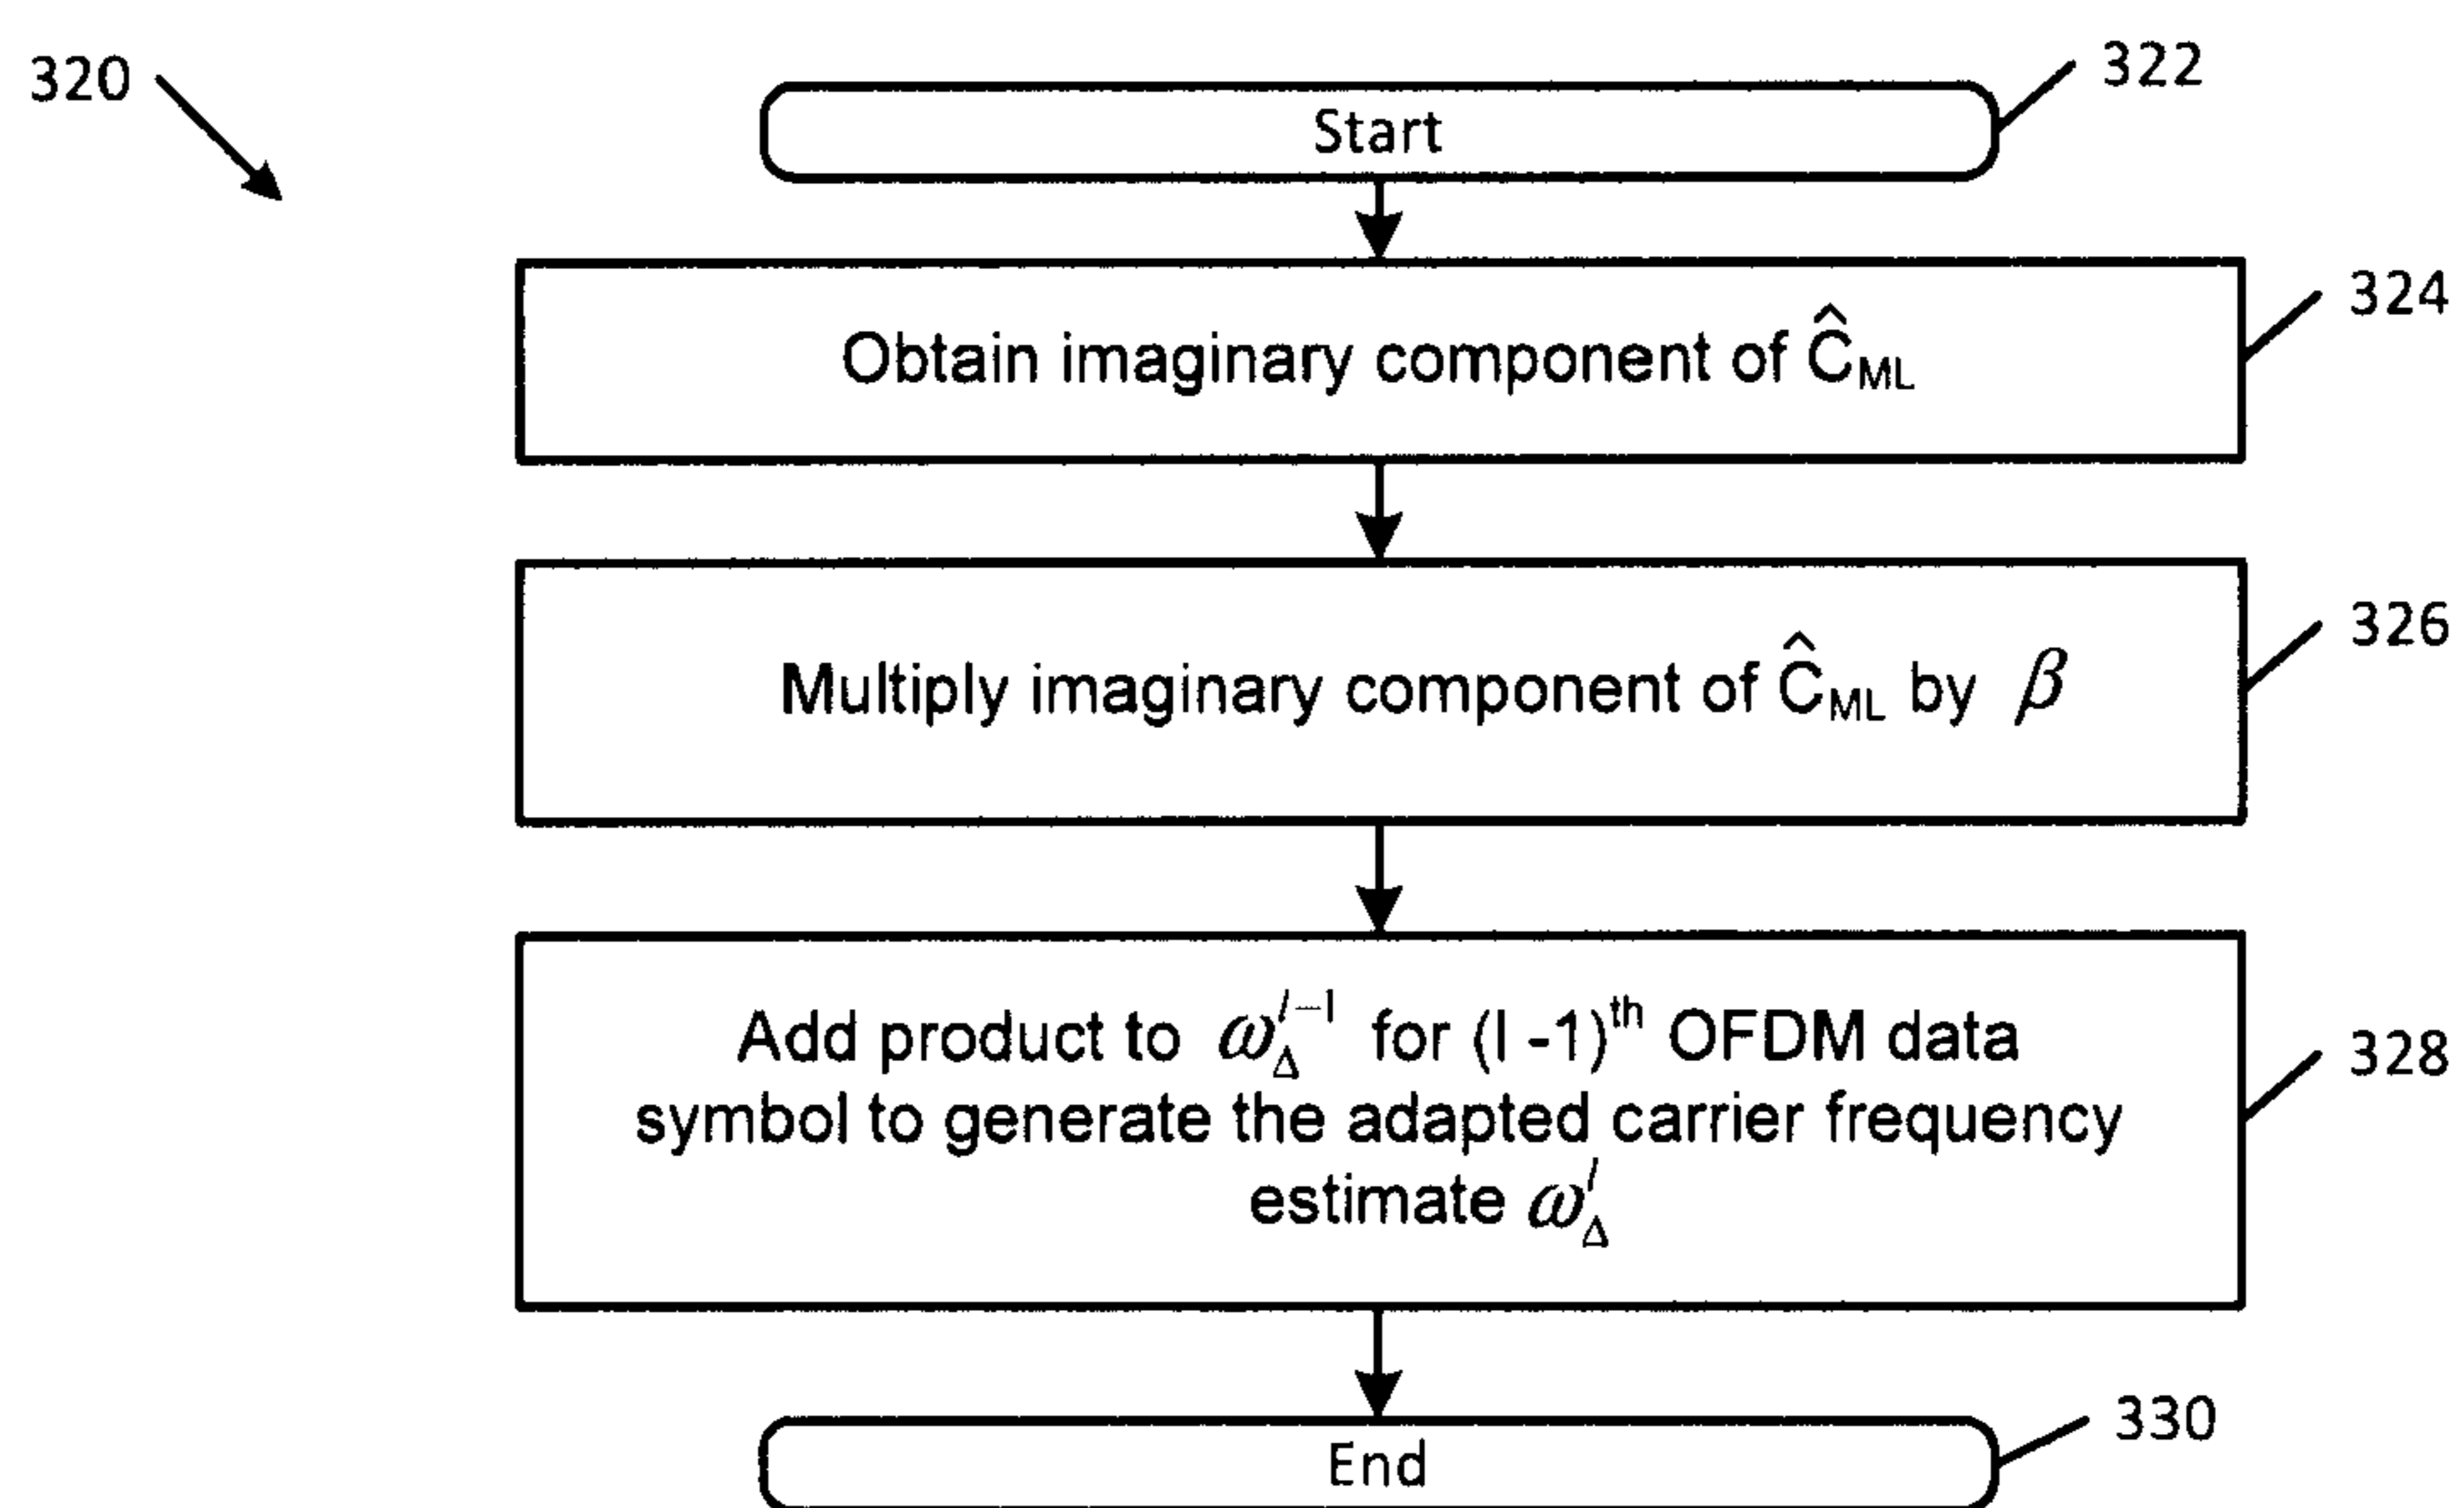 320
322
Start
324
Obtain imaginary component of Ĉ_ML
326
Multiply imaginary component of Ĉ_ML by β
Add product to ω_Δ^{l-1} for (l -1)^th OFDM data
symbol to generate the adapted carrier frequency
estimate ω_Δ^l
328
330
End